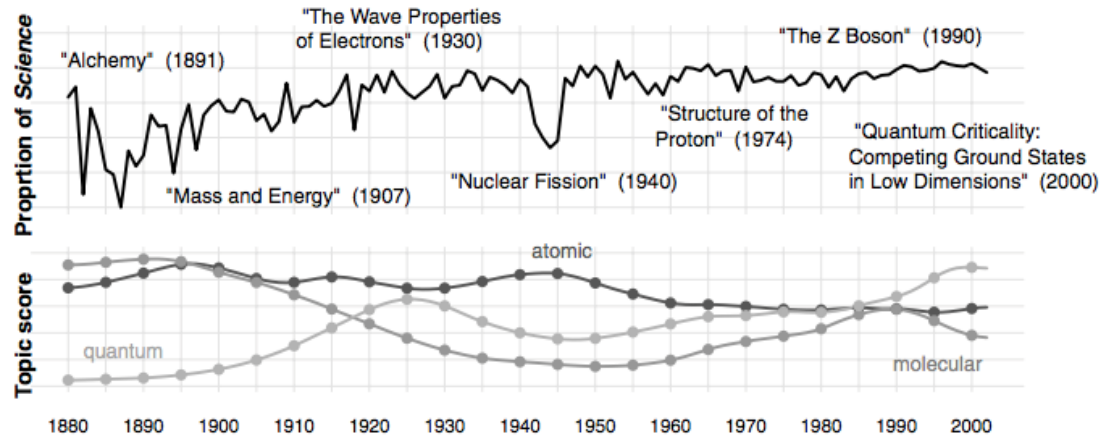 "The Wave Properties
of Electrons" (1930)
"The Z Boson" (1990)
"Alchemy" (1891)
Proprtion of Science
"Structure of the
Proton" (1974)
"Quantum Criticality:
Competing Ground States
in Low Dimensions" (2000)
"Nuclear Fission" (1940)
"Mass and Energy" (1907)
atomic
Topic score
quantum
molecular
1880 1890 1900 1910 1920 1930 1940 1950 1960 1970 1980 1990 2000